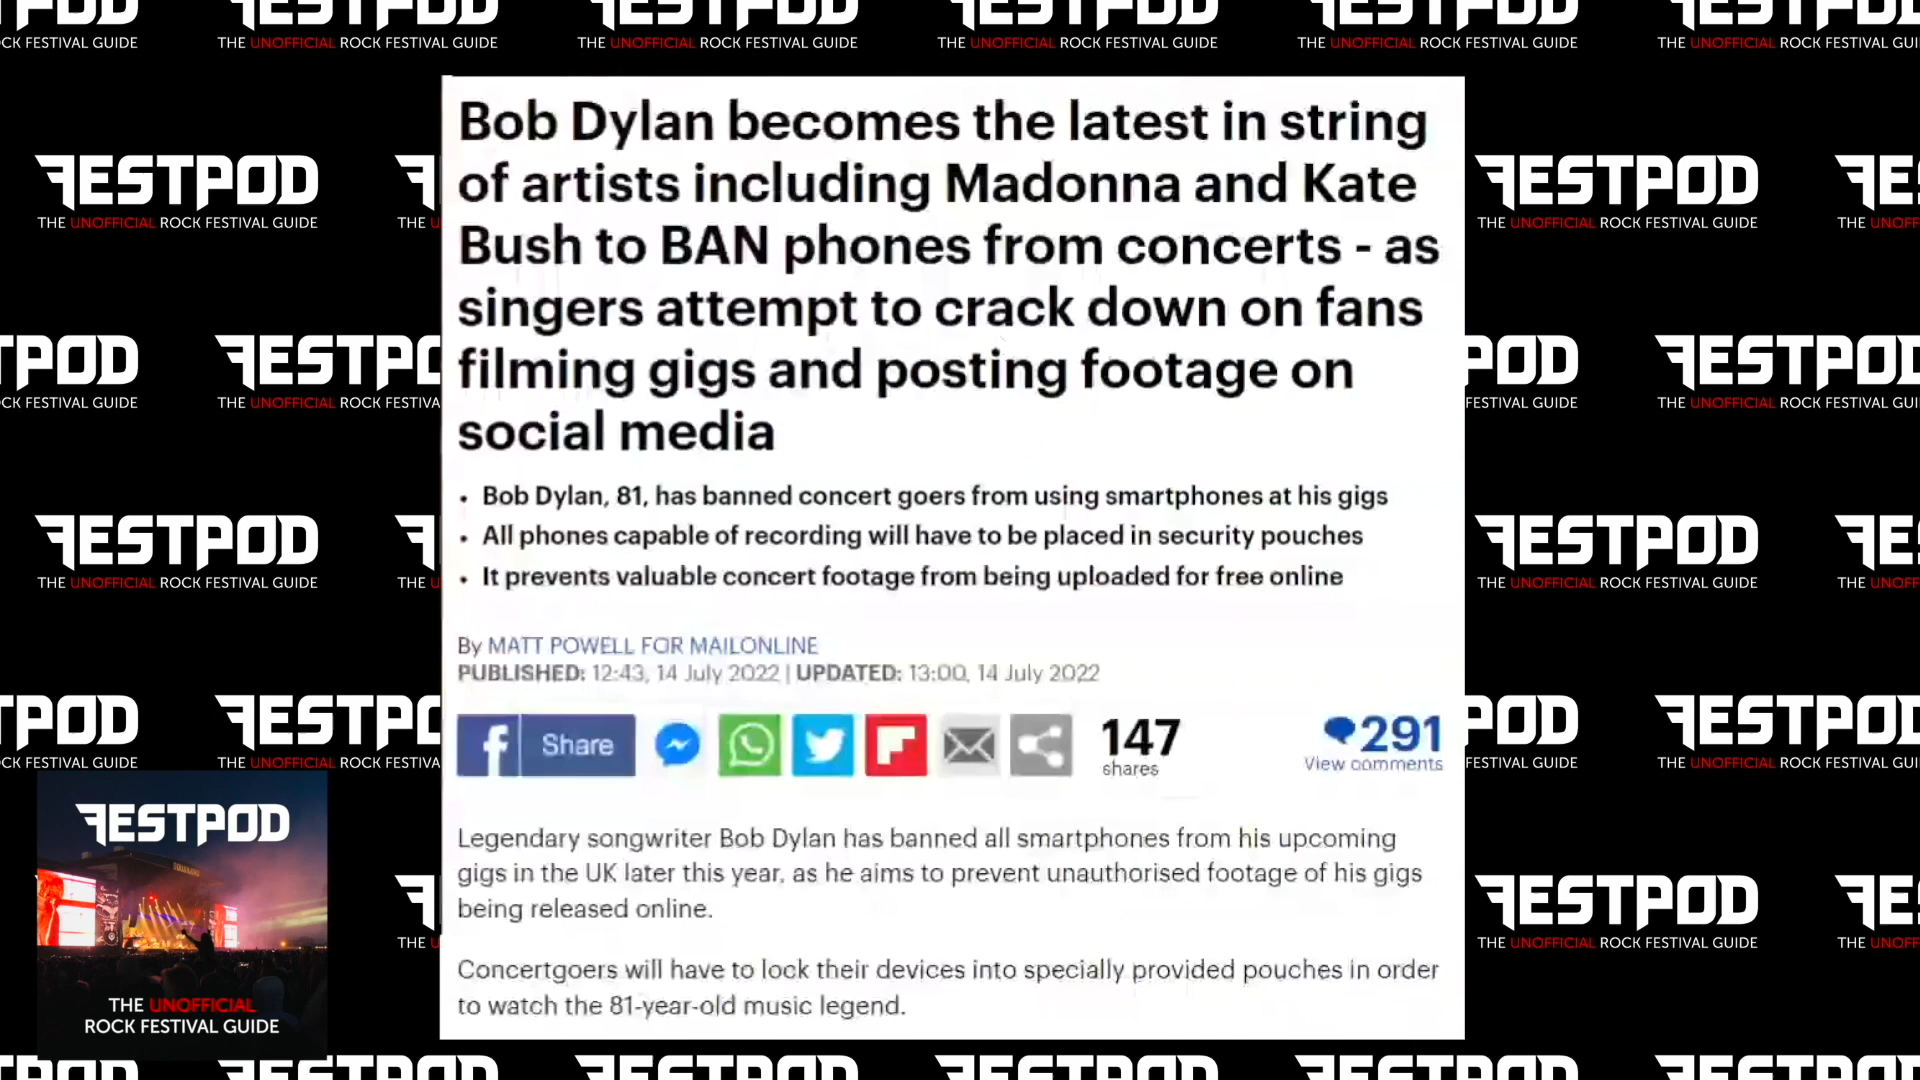 FESTPOD
THE UNOFFICIAL ROCK FESTIVAL GUIDE
Bob Dylan becomes the latest in string
of artists including Madonna and Kate
Bush to BAN phones from concerts - as
singers attempt to crack down on fans
filming gigs and posting footage on
social media
• Bob Dylan, 81, has banned concert goers from using smartphones at his gigs
• All phones capable of recording will have to be placed in security pouches
• It prevents valuable concert footage from being uploaded for free online
By MATT POWELL FOR MAILONLINE
PUBLISHED: 12:43, 14 July 2022 | UPDATED: 13:00, 14 July 2022
Share
147
shares
291
View comments
Legendary songwriter Bob Dylan has banned all smartphones from his upcoming
gigs in the UK later this year, as he aims to prevent unauthorised footage of his gigs
being released online.
Concertgoers will have to lock their devices into specially provided pouches in order
to watch the 81-year-old music legend.
FESTPOD
THE UNOFFICIAL
ROCK FESTIVAL GUIDE